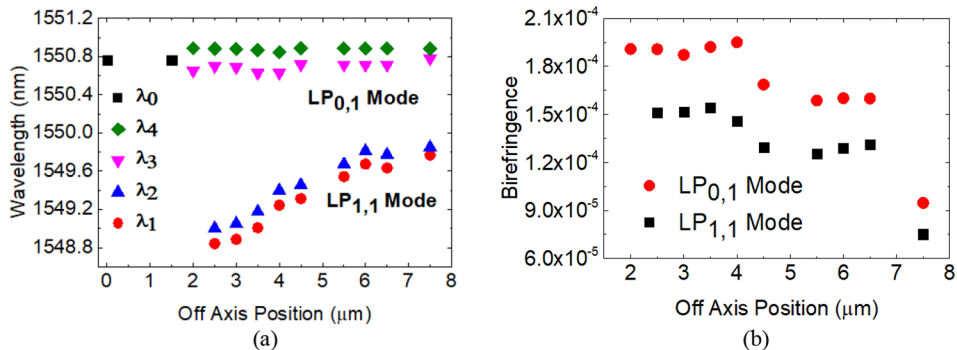 1551.2
1550.8
1550.4
1550.0
1549.6
1549.2
1548.8
Wavelength (nm)
λ0
λ4
λ3
λ2
λ1
LP0,1 Mode
LP1,1 Mode
0 1 2 3 4 5 6 7 8
Off Axis Position (μm)
(a)
2.1x10-4
1.8x10-4
1.5x10-4
1.2x10-4
9.0x10-5
6.0x10-5
Birefringence
LP0,1 Mode
LP1,1 Mode
2 3 4 5 6 7 8
Off Axis Position (μm)
(b)